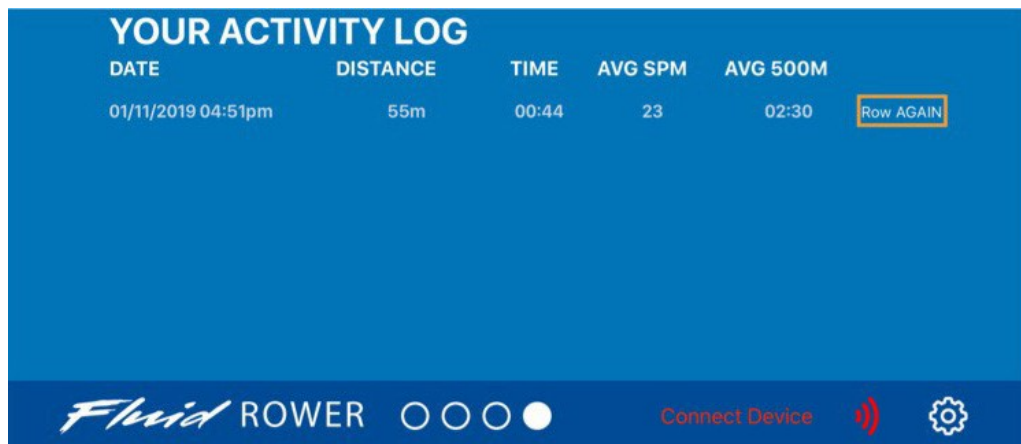 YOUR ACTIVITY LOG
DATE DISTANCE TIME AVG SPM AVG 500M
01/11/2019 04:51pm 55m 00:44 23 02:30 Row AGAIN
Fluid ROWER Connect Device